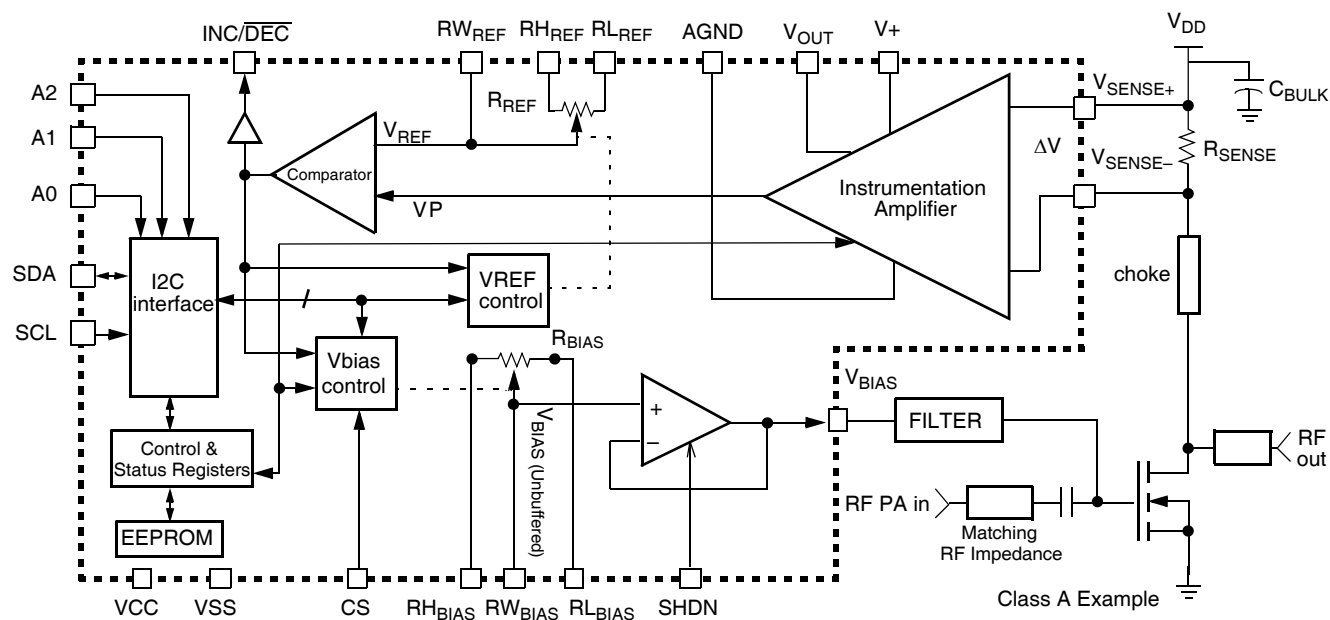 INC/DEC
RW REF
RH REF
RL REF
AGND
V OUT
V+
V DD
A2
A1
A0
SDA
SCL
R REF
V REF
Comparator
VP
ΔV
Instrumentation
Amplifier
V SENSE+
V SENSE–
C BULK
R SENSE
I2C
interface
VREF
control
choke
Vbias
control
R BIAS
V BIAS (Unbuffered)
+
–
V BIAS
FILTER
RF
out
Control &
Status Registers
EEPROM
RF PA in
Matching
RF Impedance
VCC
VSS
CS
RH BIAS
RW BIAS
RL BIAS
SHDN
Class A Example